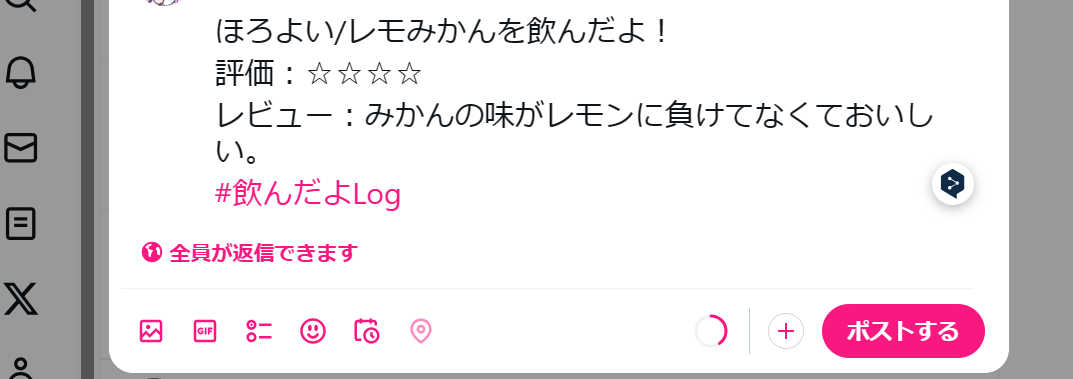 ほろよい/レモみかんを飲んだよ！
評価：☆☆☆☆
レビュー：みかんの味がレモンに負けてなくておいし
い。
#飲んだよLog
全員が返信できます
GIF
ポストする